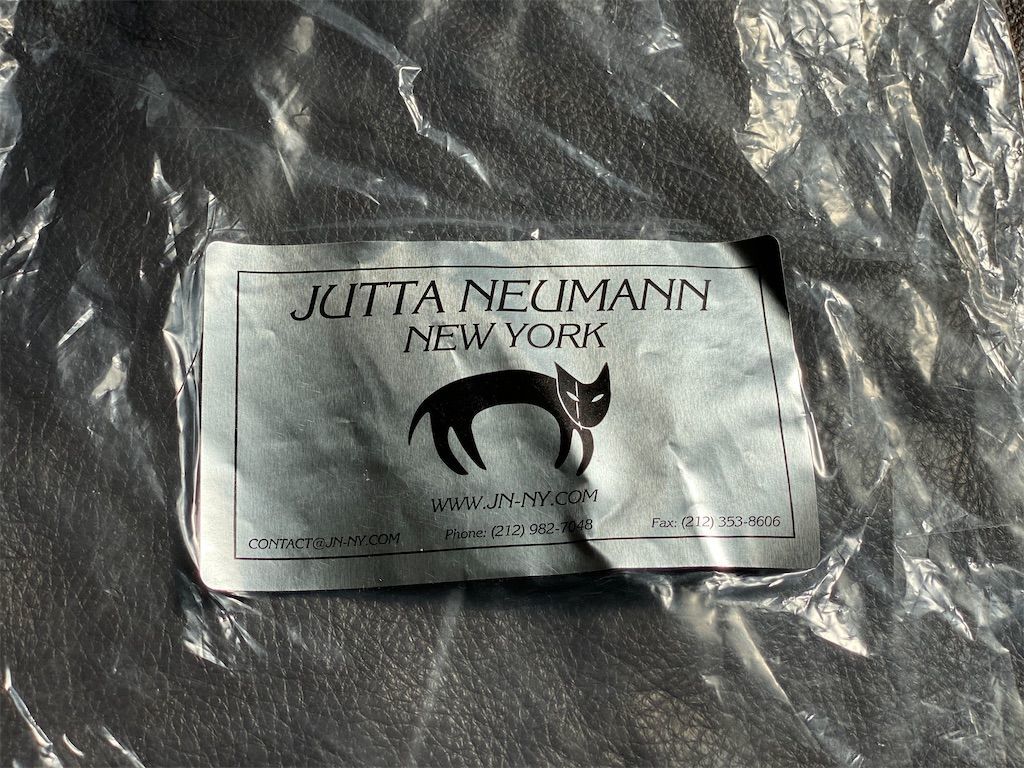 JUTTA NEUMANN
NEW YORK
WWW.JN-NY.COM
CONTACT@JN-NY.COM Phone: (212) 982-7048 Fax: (212) 353-8606